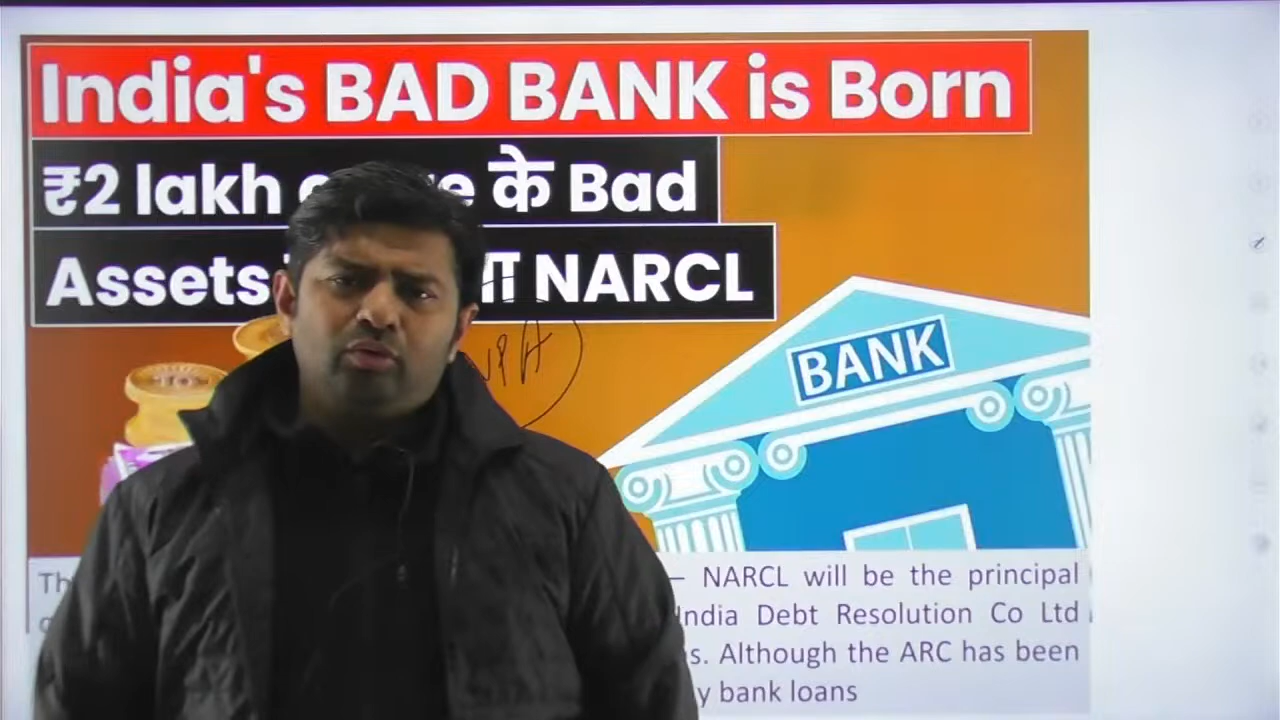 India's BAD BANK is Born
₹2 lakh के Bad
Assets NARCL
NPA
BANK
– NARCL will be the principal
India Debt Resolution Co Ltd
Although the ARC has been
bank loans